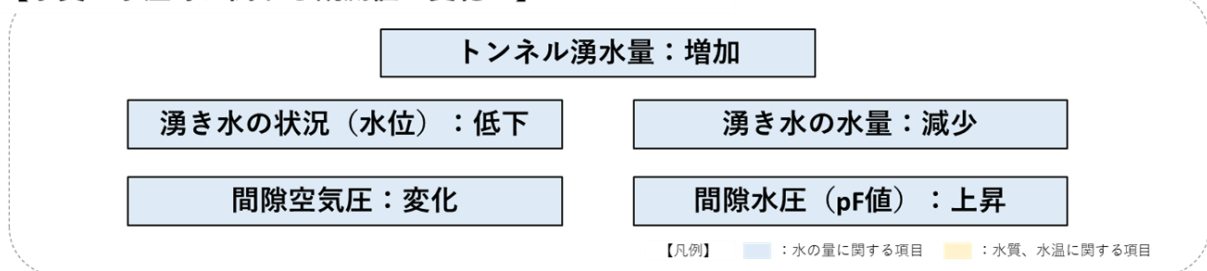 トンネル湧水量：増加
湧き水の状況（水位）：低下
湧き水の水量：減少
間隙空気圧：変化
間隙水圧（pF値）：上昇
【凡例】 ：水の量に関する項目 ：水質、水温に関する項目